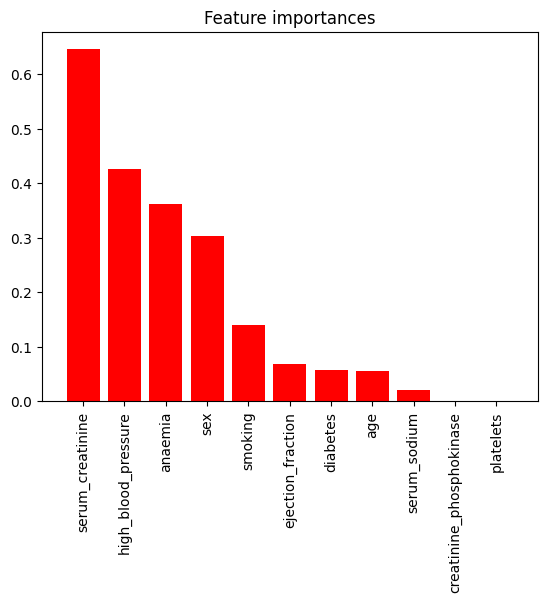 Feature importances
0.6
0.5
0.4
0.3
0.2
0.1
0.0
serum_creatinine
high_blood_pressure
anaemia
sex
smoking
ejection_fraction
diabetes
age
serum_sodium
creatinine_phosphokinase
platelets